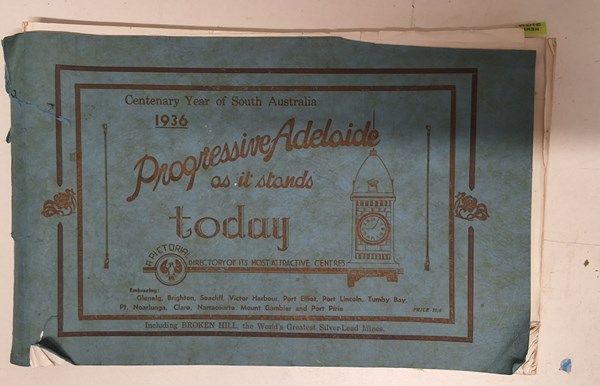 Centenary Year of South Australia
1936
Progressive Adelaide
as it stands
today
A PICTORIAL
DIRECTORY OF ITS MOST ATTRACTIVE CENTRES
Embracing:
Glenelg, Brighton, Seacliff, Victor Harbour, Port Elliot, Port Lincoln, Tumby Bay,
Pt. Noarlunga, Clare, Narracoorte, Mount Gambier and Port Pirie
Including BROKEN HILL, the World's Greatest Silver-Lead Mines.